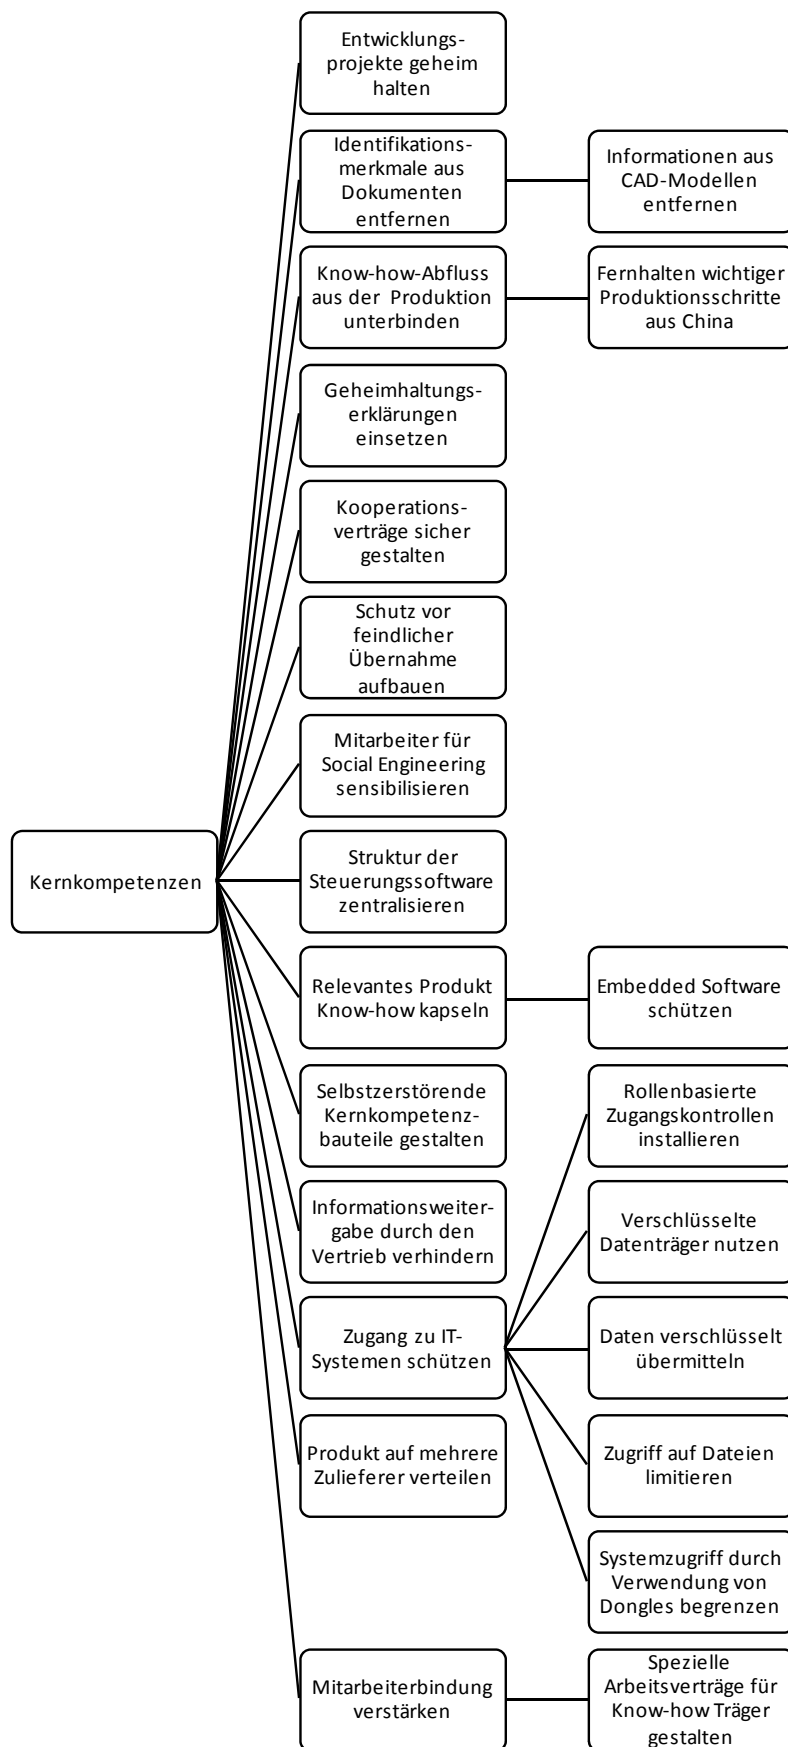 Entwicklungs-
projekte geheim
halten
Identifikations-
merkmale aus
Dokumenten
entfernen
Informationen aus
CAD-Modellen
entfernen
Know-how-Abfluss
aus der Produktion
unterbinden
Fernhalten wichtiger
Produktionsschritte
aus China
Geheimhaltungs-
erklärungen
einsetzen
Kooperations-
verträge sicher
gestalten
Schutz vor
feindlicher
Übernahme
aufbauen
Mitarbeiter für
Social Engineering
sensibilisieren
Kernkompetenzen
Struktur der
Steuerungssoftware
zentralisieren
Relevantes Produkt
Know-how kapseln
Embedded Software
schützen
Selbstzerstörende
Kernkompetenz-
bauteile gestalten
Rollenbasierte
Zugangskontrollen
installieren
Informationsweiter-
gabe durch den
Vertrieb verhindern
Verschlüsselte
Datenträger nutzen
Zugang zu IT-
Systemen schützen
Daten verschlüsselt
übermitteln
Produkt auf mehrere
Zulieferer verteilen
Zugriff auf Dateien
limitieren
Systemzugriff durch
Verwendung von
Dongles begrenzen
Mitarbeiterbindung
verstärken
Spezielle
Arbeitsverträge für
Know-how Träger
gestalten